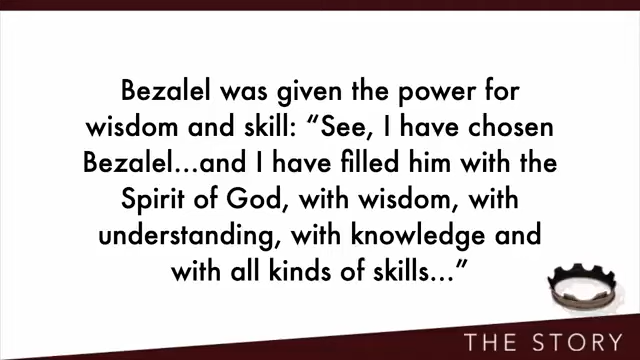 Bezalel was given the power for
wisdom and skill: “See, I have chosen
Bezalel...and I have filled him with the
Spirit of God, with wisdom, with
understanding, with knowledge and
with all kinds of skills...”
THE STORY